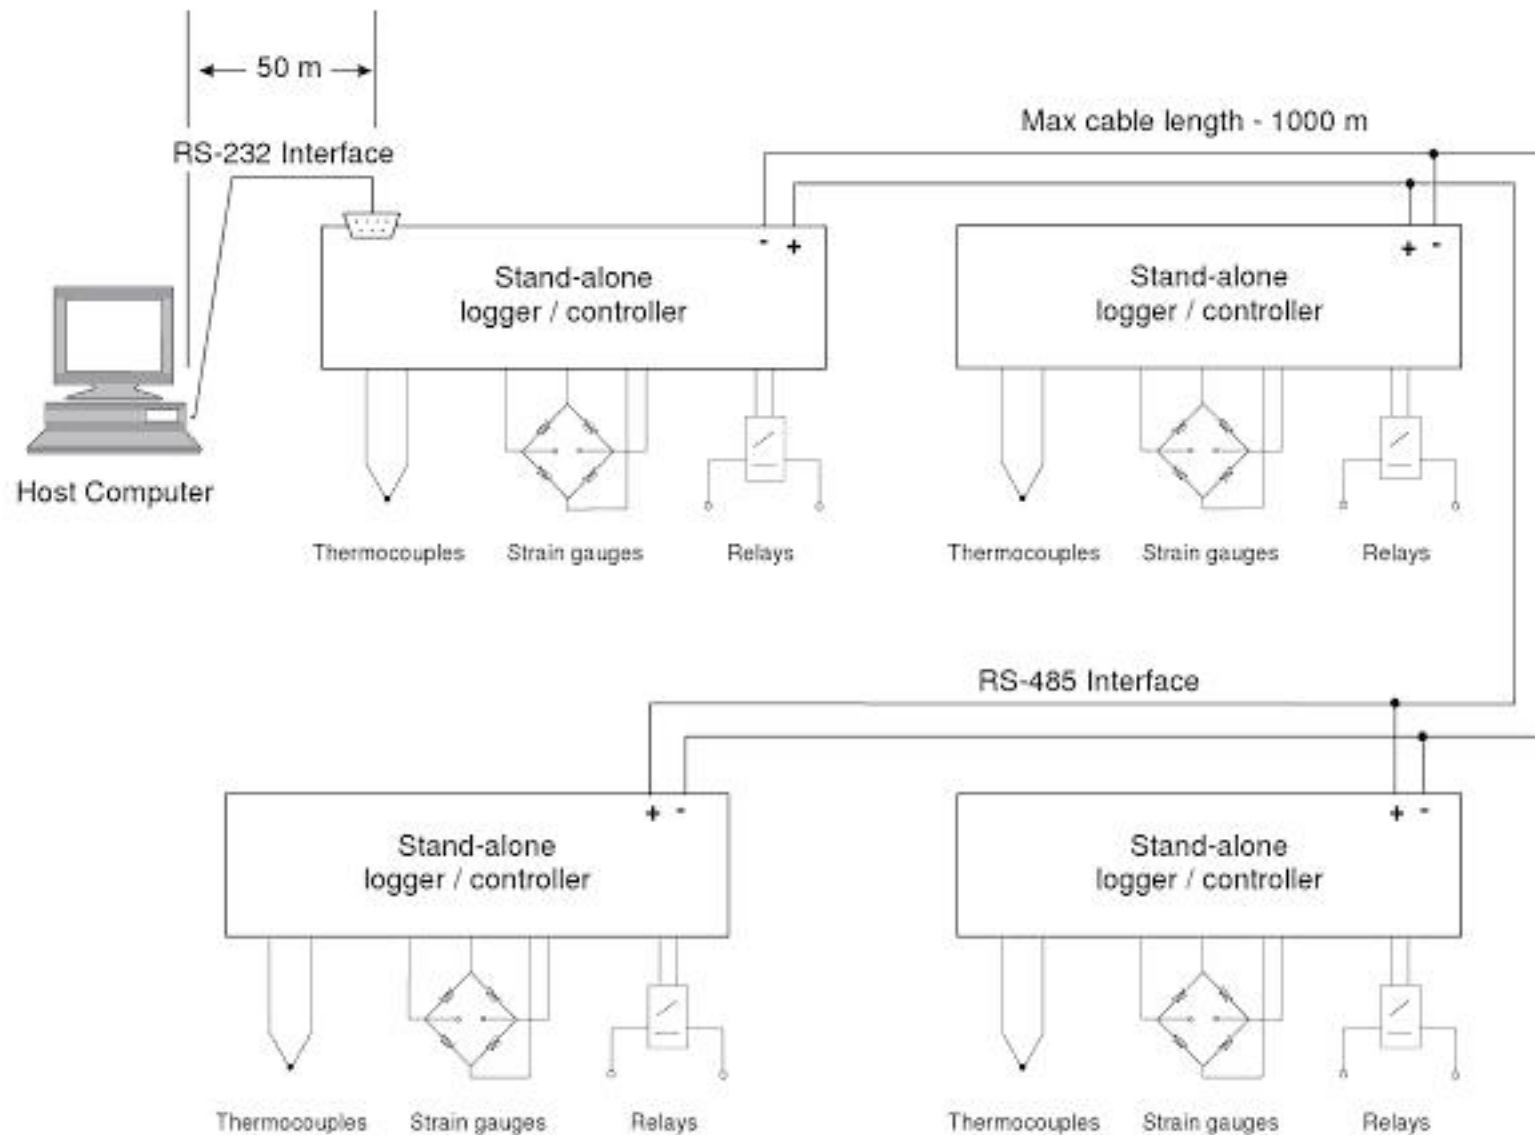 50 m
RS-232 Interface
Max cable length - 1000 m
- +
Stand-alone
logger / controller
+ -
Stand-alone
logger / controller
Host Computer
Thermocouples Strain gauges Relays
Thermocouples Strain gauges Relays
RS-485 Interface
+ -
Stand-alone
logger / controller
+ -
Stand-alone
logger / controller
Thermocouples Strain gauges Relays
Thermocouples Strain gauges Relays